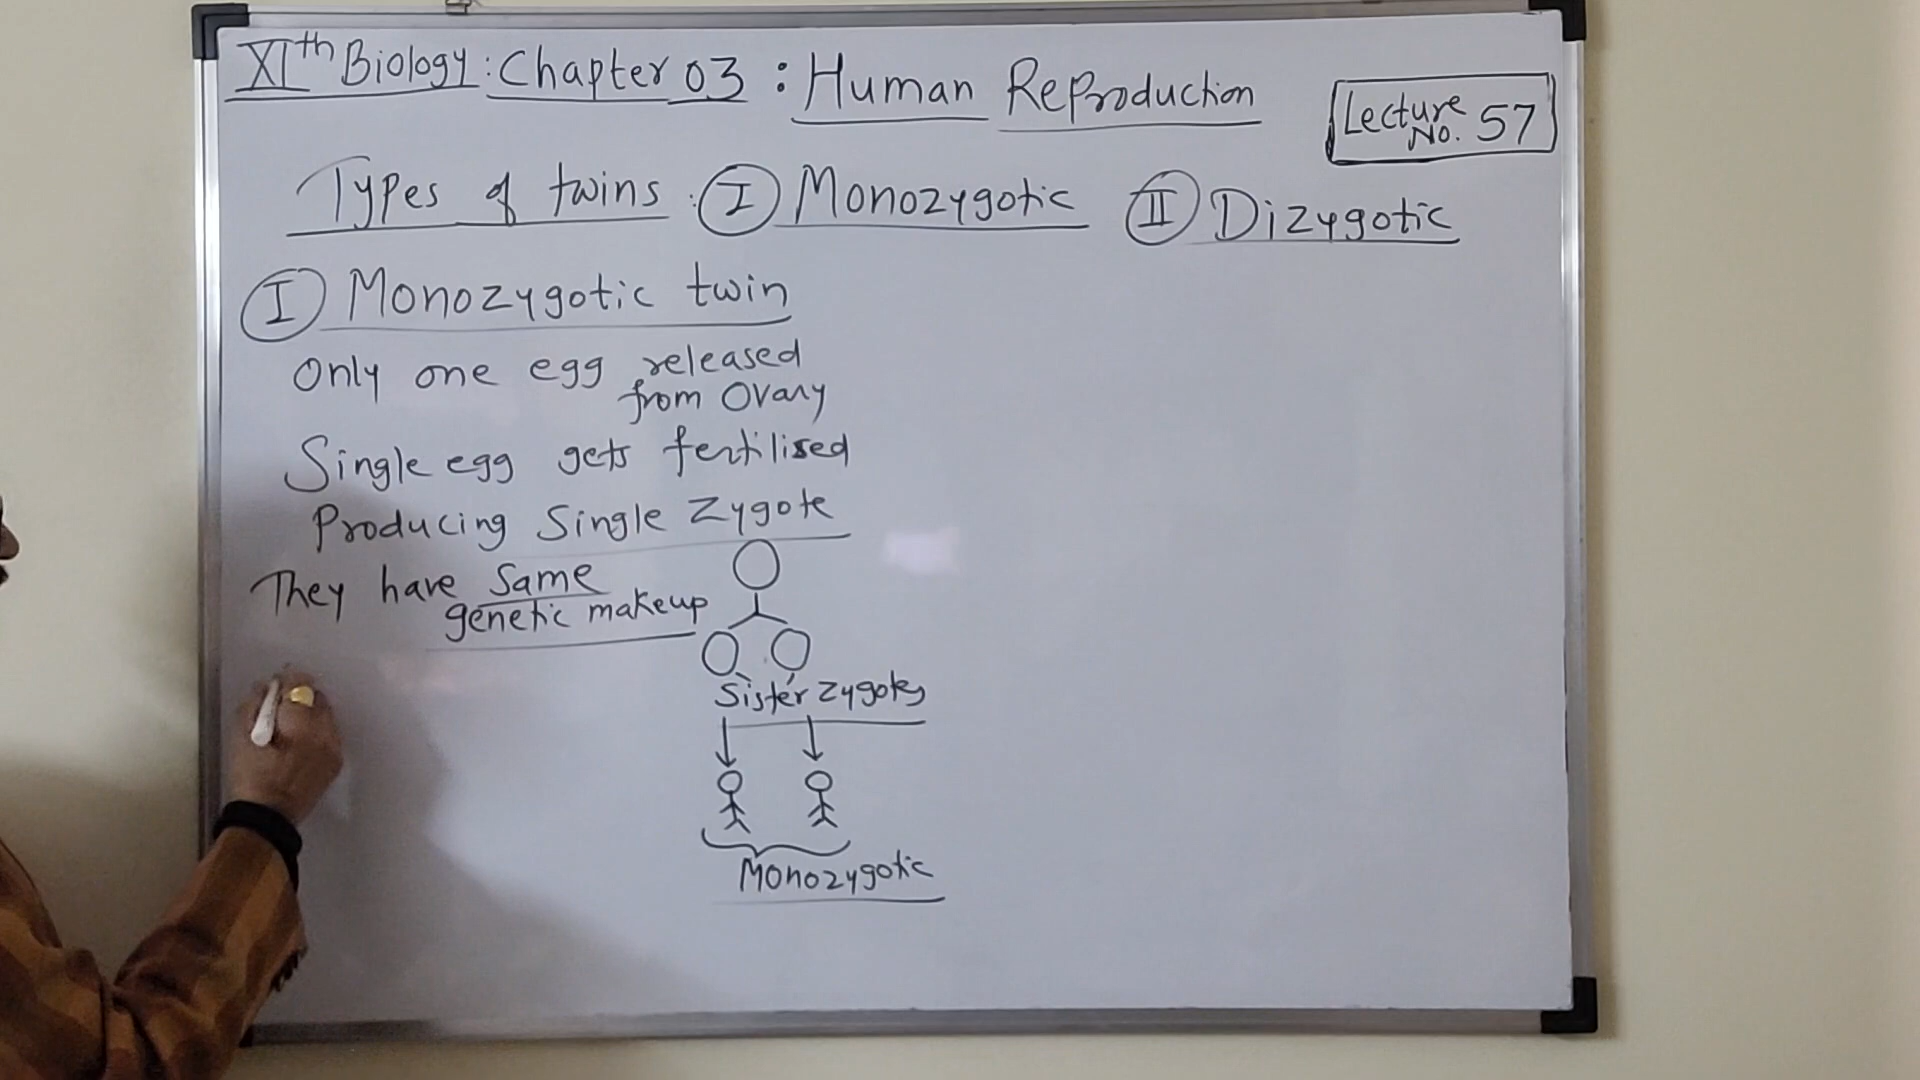 XIth Biology : Chapter 03 : Human Reproduction
Lecture No. 57
Types of twins : I Monozygotic II Dizygotic
I Monozygotic twin
Only one egg released
from Ovary
Single egg gets fertilised
Producing Single Zygote
They have same
genetic makeup
Sister Zygotes
Monozygotic